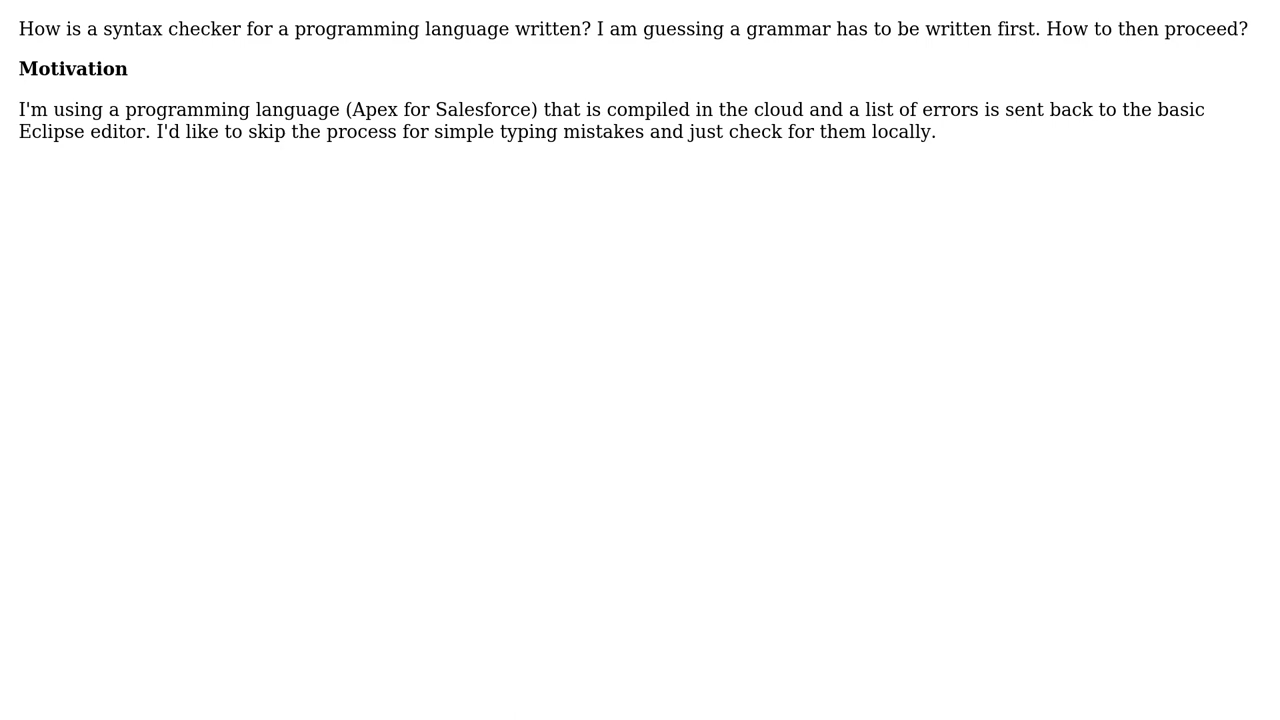 How is a syntax checker for a programming language written? I am guessing a grammar has to be written first. How to then proceed?
Motivation
I'm using a programming language (Apex for Salesforce) that is compiled in the cloud and a list of errors is sent back to the basic
Eclipse editor. I'd like to skip the process for simple typing mistakes and just check for them locally.